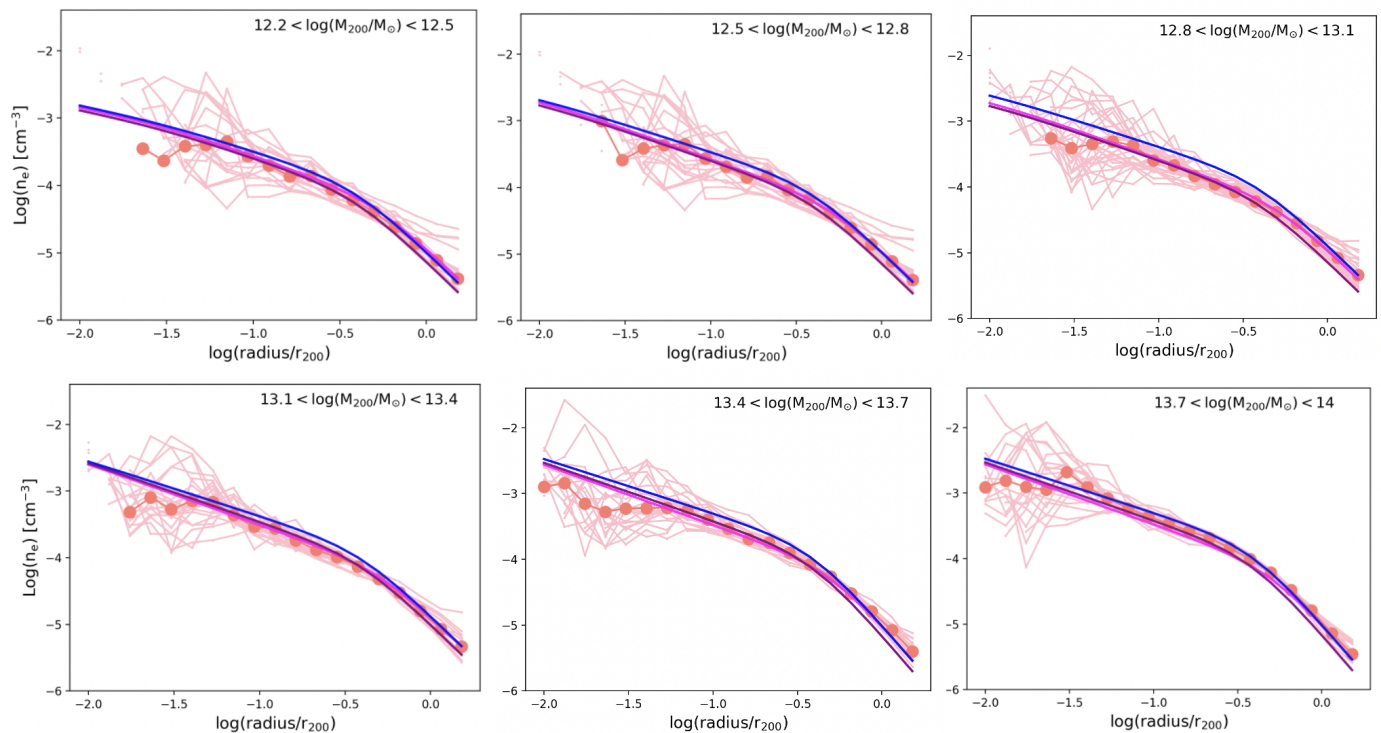 12.2 < log(M₂₀₀/M☉) < 12.5
−2
−3
−4
−5
−6
Log(nₑ) [cm⁻³]
−2.0 −1.5 −1.0 −0.5 0.0
log(radius/r₂₀₀)
12.5 < log(M₂₀₀/M☉) < 12.8
−2
−3
−4
−5
−6
−2.0 −1.5 −1.0 −0.5 0.0
log(radius/r₂₀₀)
12.8 < log(M₂₀₀/M☉) < 13.1
−2
−3
−4
−5
−6
−2.0 −1.5 −1.0 −0.5 0.0
log(radius/r₂₀₀)
13.1 < log(M₂₀₀/M☉) < 13.4
−2
−3
−4
−5
−6
Log(nₑ) [cm⁻³]
−2.0 −1.5 −1.0 −0.5 0.0
log(radius/r₂₀₀)
13.4 < log(M₂₀₀/M☉) < 13.7
−2
−3
−4
−5
−6
−2.0 −1.5 −1.0 −0.5 0.0
log(radius/r₂₀₀)
13.7 < log(M₂₀₀/M☉) < 14
−2
−3
−4
−5
−6
−2.0 −1.5 −1.0 −0.5 0.0
log(radius/r₂₀₀)